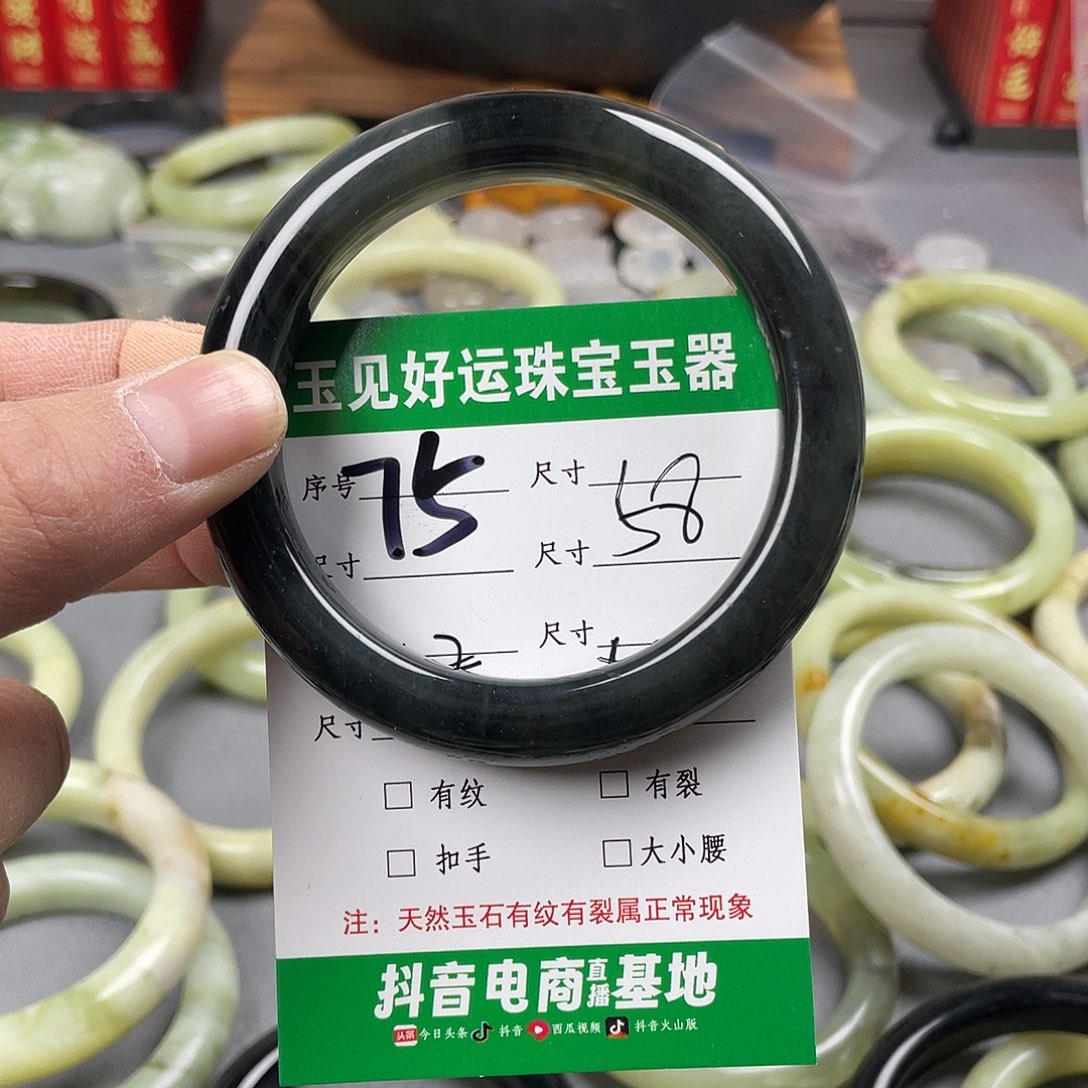 玉见好运珠宝玉器
序号 75 尺寸 58
尺寸 尺寸
尺寸
尺寸
有纹 有裂
扣手 大小腰
注：天然玉石有纹有裂属正常现象
抖音电商直播基地
头条 今日头条 抖音 西瓜视频 抖音火山版